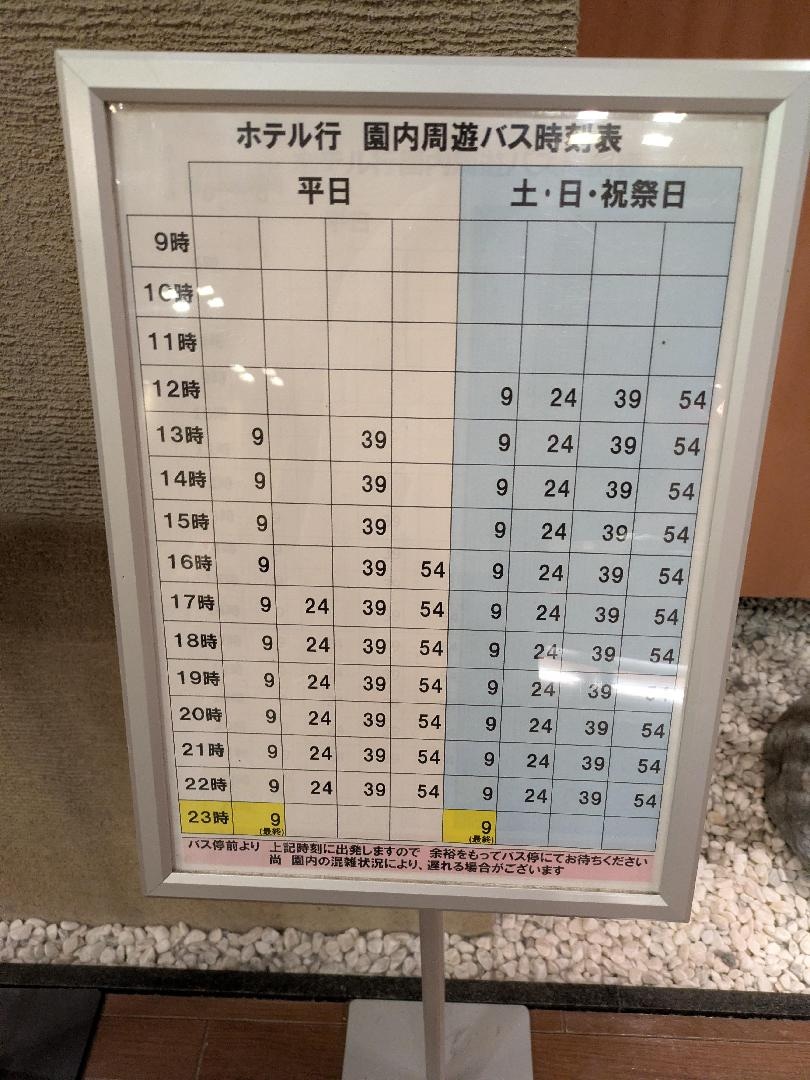 ホテル行 園内周遊バス時刻表
平日 土・日・祝祭日
9時
10時
11時
12時 9 24 39 54
13時 9 39 9 24 39 54
14時 9 39 9 24 39 54
15時 9 39 9 24 39 54
16時 9 39 54 9 24 39 54
17時 9 24 39 54 9 24 39 54
18時 9 24 39 54 9 24 39 54
19時 9 24 39 54 9 24 39 54
20時 9 24 39 54 9 24 39 54
21時 9 24 39 54 9 24 39 54
22時 9 24 39 54 9 24 39 54
23時 9 (最終) 9 (最終)
バス停前より 上記時刻に出発しますので 余裕をもってバス停にてお待ちください
尚 園内の混雑状況により、遅れる場合がございます